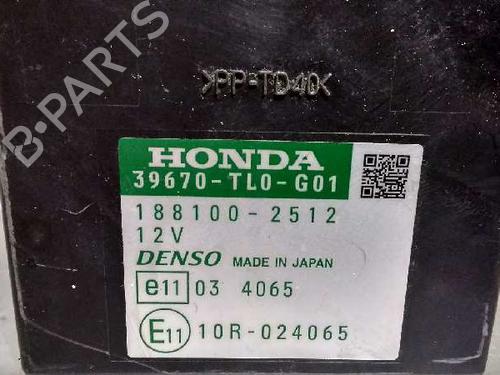 B-PARTS
>PP-TD40<
HONDA
39670-TL0-G01
188100-2512
12V
DENSO MADE IN JAPAN
e11 03 4065
E11 10R-024065